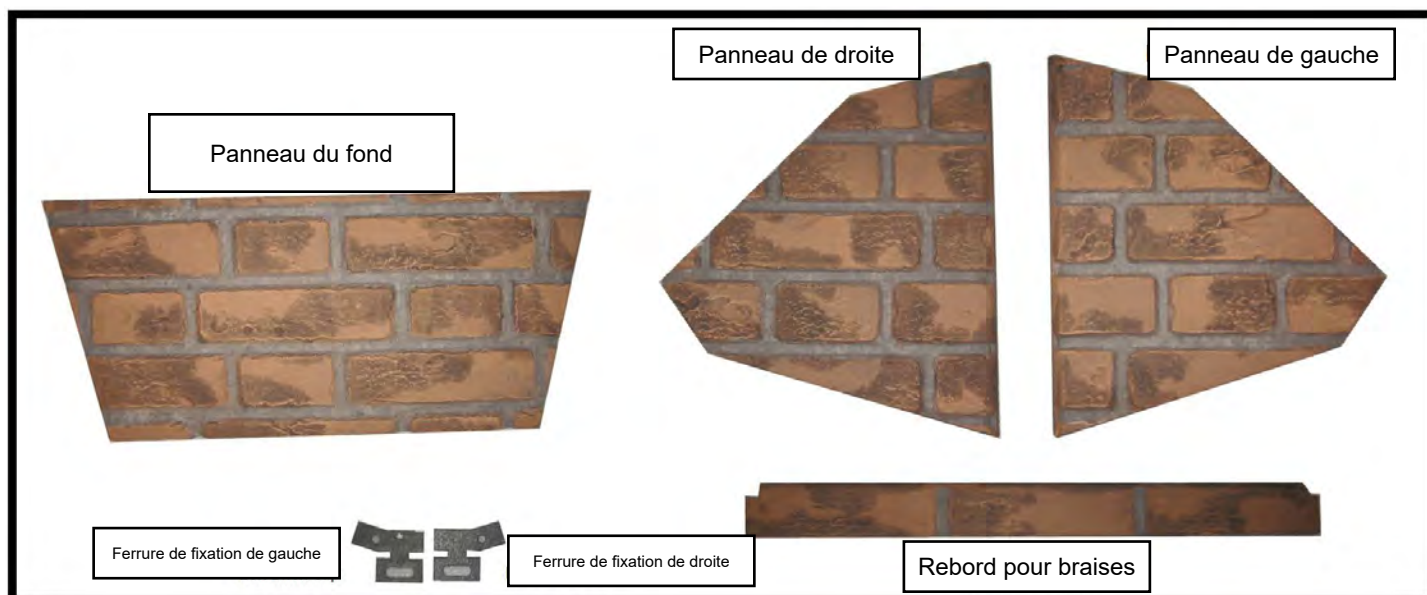 Panneau de droite
Panneau de gauche
Panneau du fond
Ferrure de fixation de gauche
Ferrure de fixation de droite
Rebord pour braises